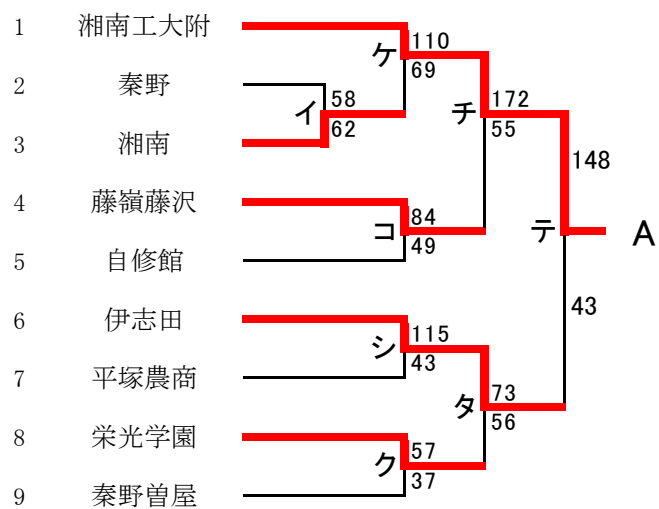 1 湘南工大附
2 秦野
3 湘南
4 藤嶺藤沢
5 自修館
6 伊志田
7 平塚農商
8 栄光学園
9 秦野曽屋
イ 58
62
ケ 110
69
コ 84
49
シ 115
43
ク 57
37
チ 172
55
タ 73
56
テ 148
43
A